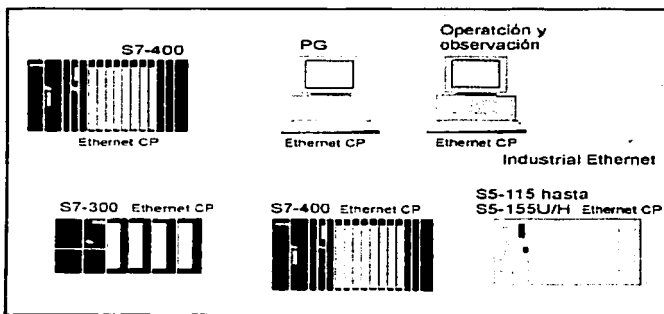 S7-400
PG
Operatción y
observación
Ethernet CP
Ethernet CP
Ethernet CP
Industrial Ethernet
S7-300 Ethernet CP
S7-400 Ethernet CP
S5-115 hasta
S5-155U/H Ethernet CP